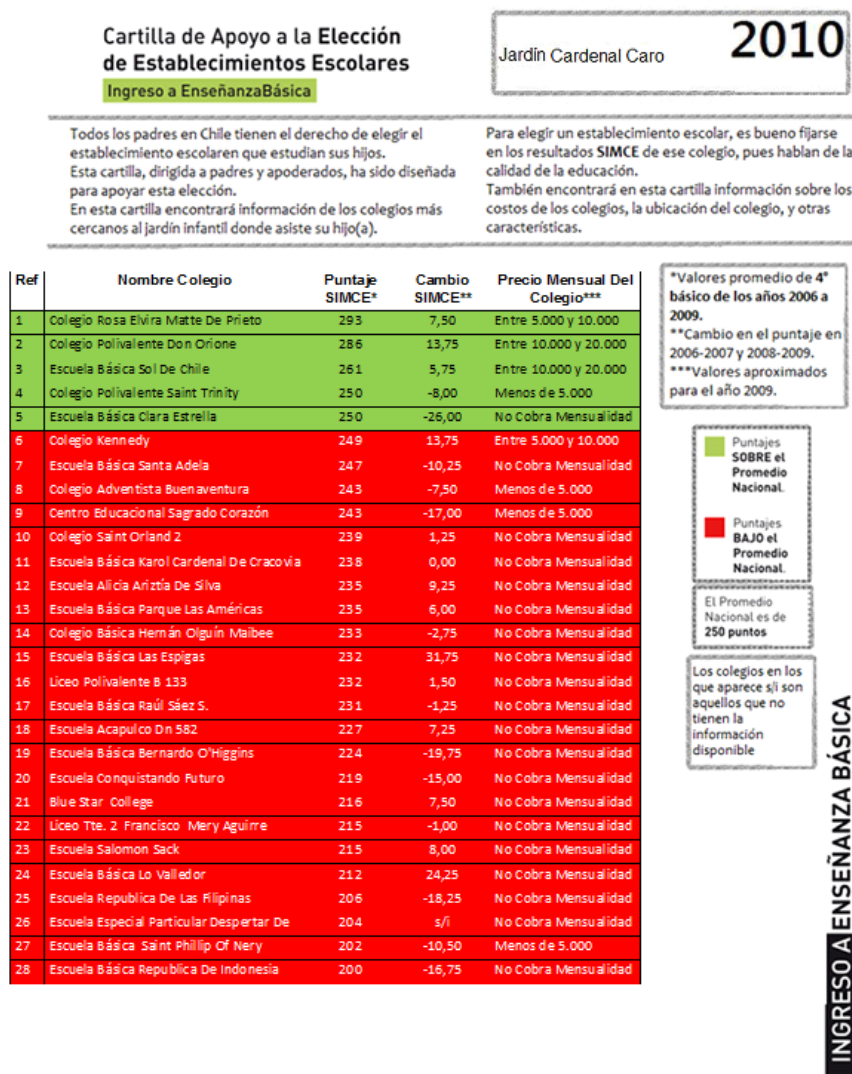 Cartilla de Apoyo a la Elección
de Establecimientos Escolares
Ingreso a EnseñanzaBásica
Jardín Cardenal Caro
2010
Todos los padres en Chile tienen el derecho de elegir el
establecimiento escolaren que estudian sus hijos.
Esta cartilla, dirigida a padres y apoderados, ha sido diseñada
para apoyar esta elección.
En esta cartilla encontrará información de los colegios más
cercanos al jardín infantil donde asiste su hijo(a).
Para elegir un establecimiento escolar, es bueno fijarse
en los resultados SIMCE de ese colegio, pues hablan de la
calidad de la educación.
También encontrará en esta cartilla información sobre los
costos de los colegios, la ubicación del colegio, y otras
características.
Ref Nombre Colegio Puntaje SIMCE* Cambio SIMCE** Precio Mensual Del Colegio***
1 Colegio Rosa Elvira Matte De Prieto 293 7,50 Entre 5.000 y 10.000
2 Colegio Polivalente Don Orione 286 13,75 Entre 10.000 y 20.000
3 Escuela Básica Sol De Chile 261 5,75 Entre 10.000 y 20.000
4 Colegio Polivalente Saint Trinity 250 -8,00 Menos de 5.000
5 Escuela Básica Clara Estrella 250 -26,00 No Cobra Mensualidad
6 Colegio Kennedy 249 13,75 Entre 5.000 y 10.000
7 Escuela Básica Santa Adela 247 -10,25 No Cobra Mensualidad
8 Colegio Adventista Buenaventura 243 -7,50 Menos de 5.000
9 Centro Educacional Sagrado Corazón 243 -17,00 Menos de 5.000
10 Colegio Saint Orland 2 239 1,25 No Cobra Mensualidad
11 Escuela Básica Karol Cardenal De Cracovia 238 0,00 No Cobra Mensualidad
12 Escuela Alicia Ariztía De Silva 235 9,25 No Cobra Mensualidad
13 Escuela Básica Parque Las Américas 235 6,00 No Cobra Mensualidad
14 Colegio Básica Hernán Olguín Maibee 233 -2,75 No Cobra Mensualidad
15 Escuela Básica Las Espigas 232 31,75 No Cobra Mensualidad
16 Liceo Polivalente B 133 232 1,50 No Cobra Mensualidad
17 Escuela Básica Raúl Sáez S. 231 -1,25 No Cobra Mensualidad
18 Escuela Acapulco Dn 582 227 7,25 No Cobra Mensualidad
19 Escuela Básica Bernardo O'Higgins 224 -19,75 No Cobra Mensualidad
20 Escuela Conquistando Futuro 219 -15,00 No Cobra Mensualidad
21 Blue Star College 216 7,50 No Cobra Mensualidad
22 Liceo Tte. 2 Francisco Mery Aguirre 215 -1,00 No Cobra Mensualidad
23 Escuela Salomon Sack 215 8,00 No Cobra Mensualidad
24 Escuela Básica Lo Valledor 212 24,25 No Cobra Mensualidad
25 Escuela Republica De Las Filipinas 206 -18,25 No Cobra Mensualidad
26 Escuela Especial Particular Despertar De 204 s/i No Cobra Mensualidad
27 Escuela Básica Saint Phillip Of Nery 202 -10,50 Menos de 5.000
28 Escuela Básica Republica De Indonesia 200 -16,75 No Cobra Mensualidad
*Valores promedio de 4°
básico de los años 2006 a
2009.
**Cambio en el puntaje en
2006-2007 y 2008-2009.
***Valores aproximados
para el año 2009.
Puntajes
SOBRE el
Promedio
Nacional.
Puntajes
BAJO el
Promedio
Nacional.
El Promedio
Nacional es de
250 puntos
Los colegios en los
que aparece s/i son
aquellos que no
tienen la
información
disponible
INGRESO A ENSEÑANZA BÁSICA